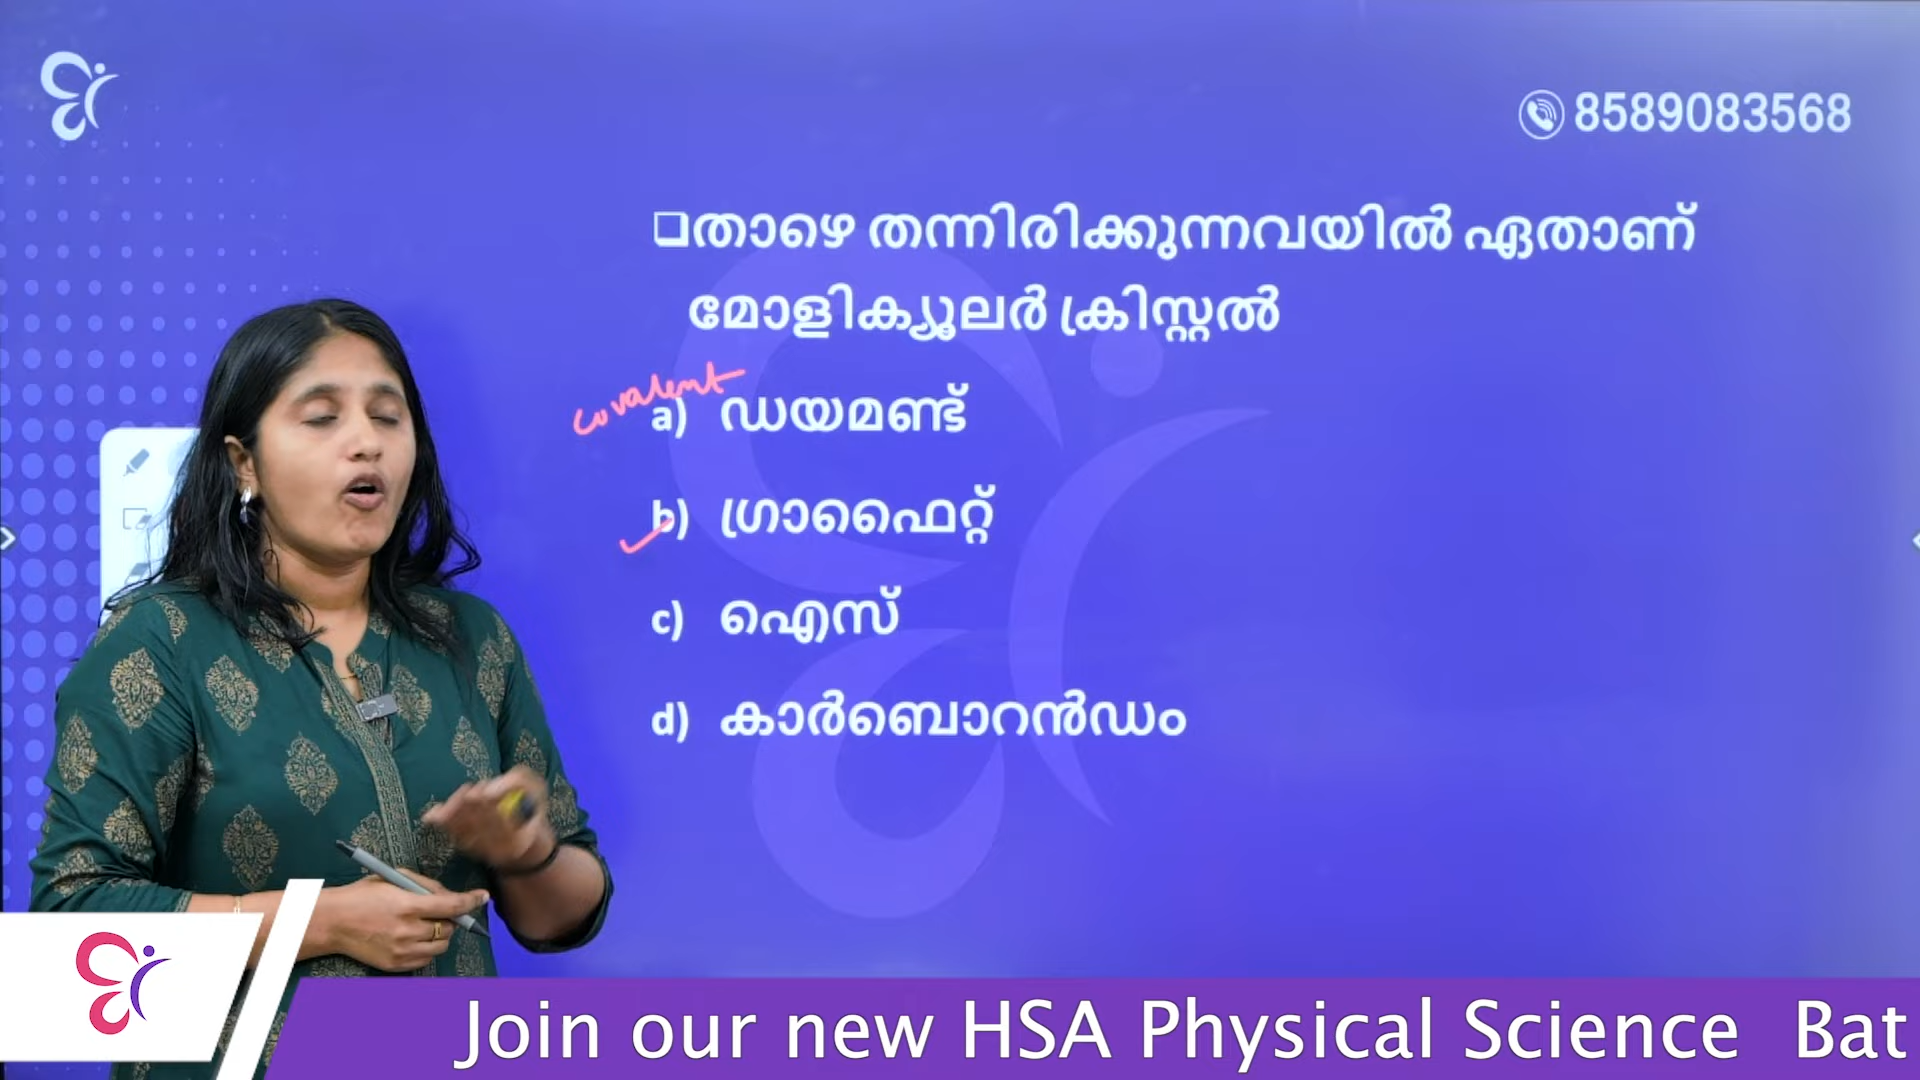 8589083568
താഴെ തന്നിരിക്കുന്നവയിൽ ഏതാണ്
മോളിക്യൂലർ ക്രിസ്റ്റൽ
covalent
a) ഡയമണ്ട്
b) ഗ്രാഫൈറ്റ്
c) ഐസ്
d) കാർബൊറൻഡം
Join our new HSA Physical Science Bat